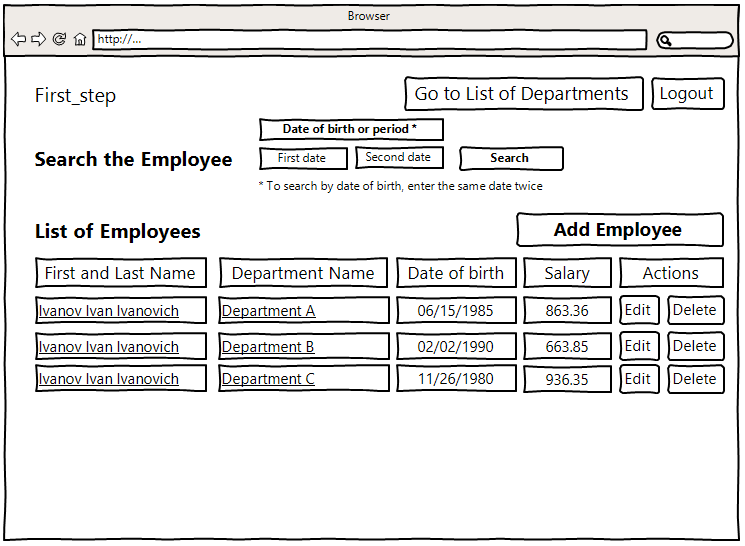 Browser
http://...
First_step
Go to List of Departments
Logout
Date of birth or period *
Search the Employee
First date
Second date
Search
* To search by date of birth, enter the same date twice
List of Employees
Add Employee
First and Last Name
Department Name
Date of birth
Salary
Actions
Ivanov Ivan Ivanovich
Department A
06/15/1985
863.36
Edit
Delete
Ivanov Ivan Ivanovich
Department B
02/02/1990
663.85
Edit
Delete
Ivanov Ivan Ivanovich
Department C
11/26/1980
936.35
Edit
Delete